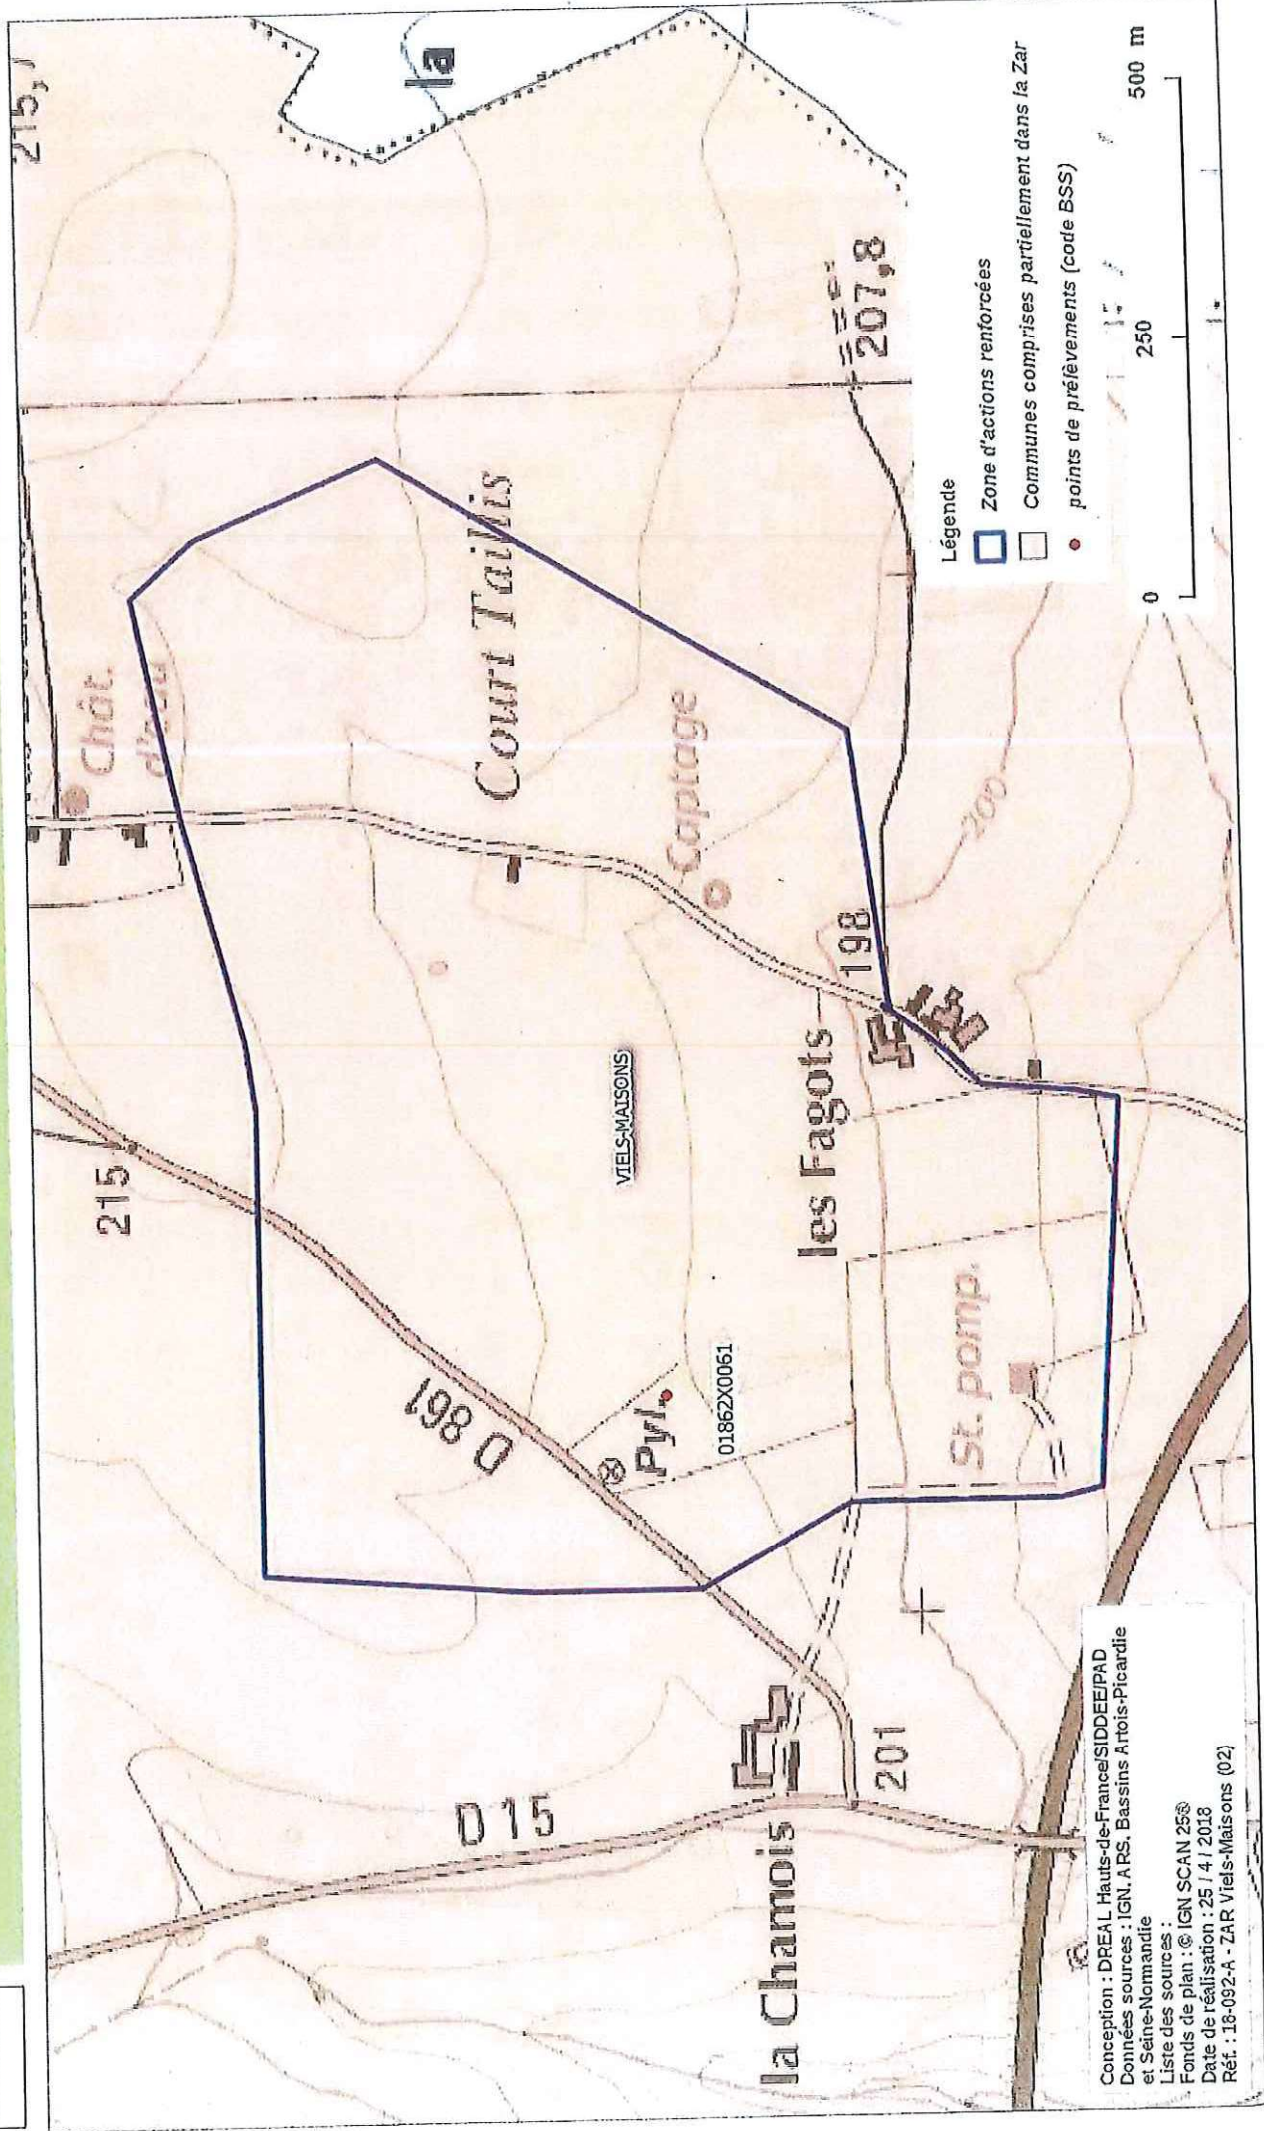 215
Chât.
d'eau
la
D 861
D 15
Court Taillis
Captage
VIELS-MAISONS
Pyl.
01862X0061
les Fagots
198
207,8
la Chamois
201
St. pomp.
200
Légende
Zone d'actions renforcées
Communes comprises partiellement dans la Zar
points de prélèvements (code BSS)
0 250 500 m
Conception : DREAL Hauts-de-France/SIDDEE/PAD
Données sources : IGN, ARS, Bassins Artois-Picardie
et Seine-Normandie
Liste des sources :
Fonds de plan : © IGN SCAN 25®
Date de réalisation : 25 / 4 / 2018
Réf. : 18-092-A - ZAR Viels-Maisons (02)